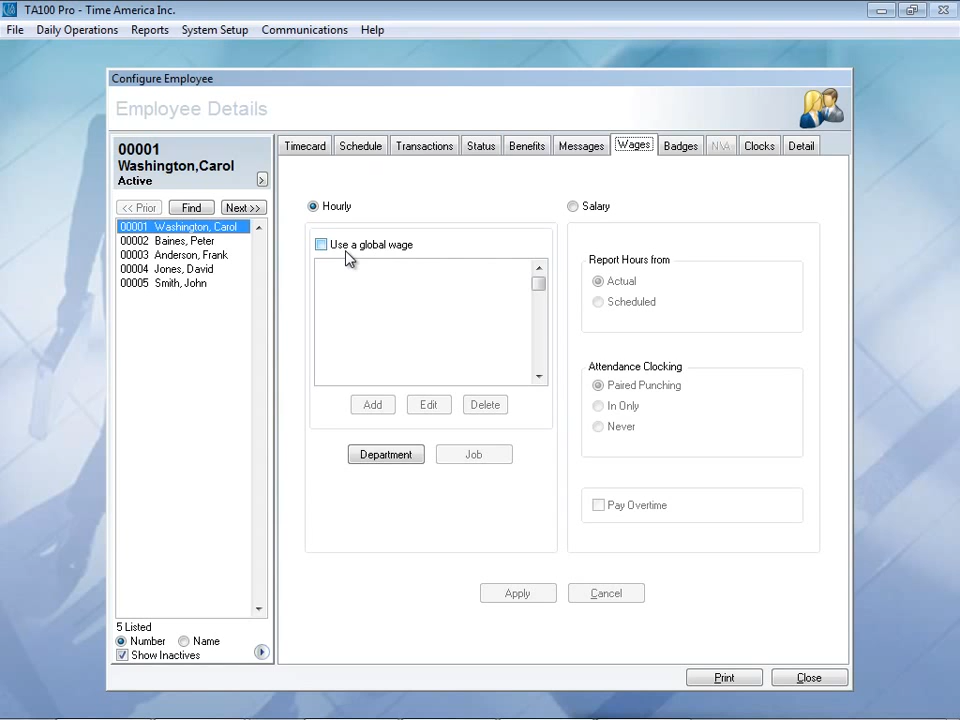 TA100 Pro - Time America Inc.
File Daily Operations Reports System Setup Communications Help
Configure Employee
Employee Details
00001
Washington,Carol
Active
>
<< Prior Find Next >>
00001 Washington, Carol
00002 Baines, Peter
00003 Anderson, Frank
00004 Jones, David
00005 Smith, John
5 Listed
Number Name
Show Inactives
Timecard Schedule Transactions Status Benefits Messages Wages Badges N\A Clocks Detail
Hourly
Use a global wage
Add Edit Delete
Department Job
Salary
Report Hours from
Actual
Scheduled
Attendance Clocking
Paired Punching
In Only
Never
Pay Overtime
Apply Cancel
Print Close